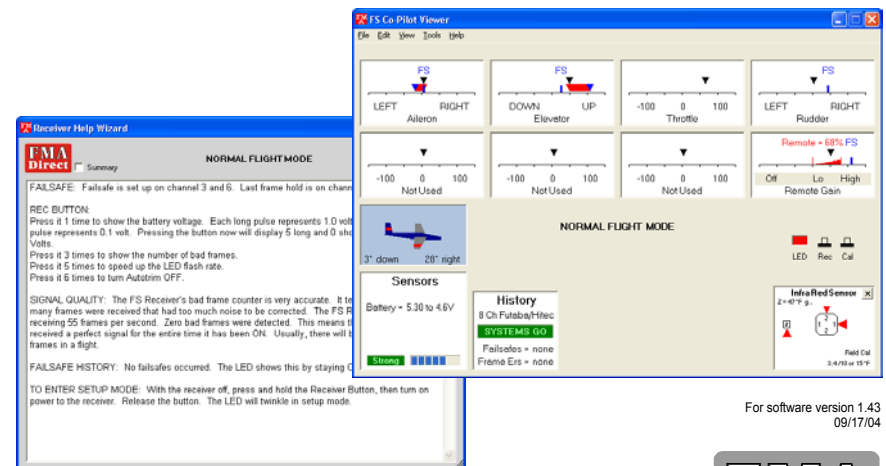 FS Co-Pilot Viewer
File Edit View Tools Help
FS
LEFT RIGHT
Aileron
FS
DOWN UP
Elevator
-100 0 100
Throttle
FS
LEFT RIGHT
Rudder
-100 0 100
Not Used
-100 0 100
Not Used
-100 0 100
Not Used
Remote = 68% FS
Off Lo High
Remote Gain
3° down 28° right
NORMAL FLIGHT MODE
LED Rec Cal
Sensors
Battery = 5.30 to 4.6V
Strong
History
8 Ch Futaba/Hitec
SYSTEMS GO
Failsafes = none
Frame Ers = none
InfraRed Sensor
Field Cal
Receiver Help Wizard
FMA
Direct
Summary
NORMAL FLIGHT MODE
FAILSAFE: Failsafe is set up on channel 3 and 6. Last frame hold is on chann
REC BUTTON:
Press it 1 time to show the battery voltage. Each long pulse represents 1.0 volt
pulse represents 0.1 volt. Pressing the button now will display 5 long and 0 sho
Volts.
Press it 3 times to show the number of bad frames.
Press it 5 times to speed up the LED flash rate.
Press it 6 times to turn Autotrim OFF.
SIGNAL QUALITY: The FS Receiver's bad frame counter is very accurate. It te
many frames were received that had too much noise to be corrected. The FS R
receiving 55 frames per second. Zero bad frames were detected. This means t
received a perfect signal for the entire time it has been ON. Usually, there will b
frames in a flight.
FAILSAFE HISTORY: No failsafes occurred. The LED shows this by staying
TO ENTER SETUP MODE: With the receiver off, press and hold the Receiver Button, then turn on
power to the receiver. Release the button. The LED will twinkle in setup mode.
For software version 1.43
09/17/04